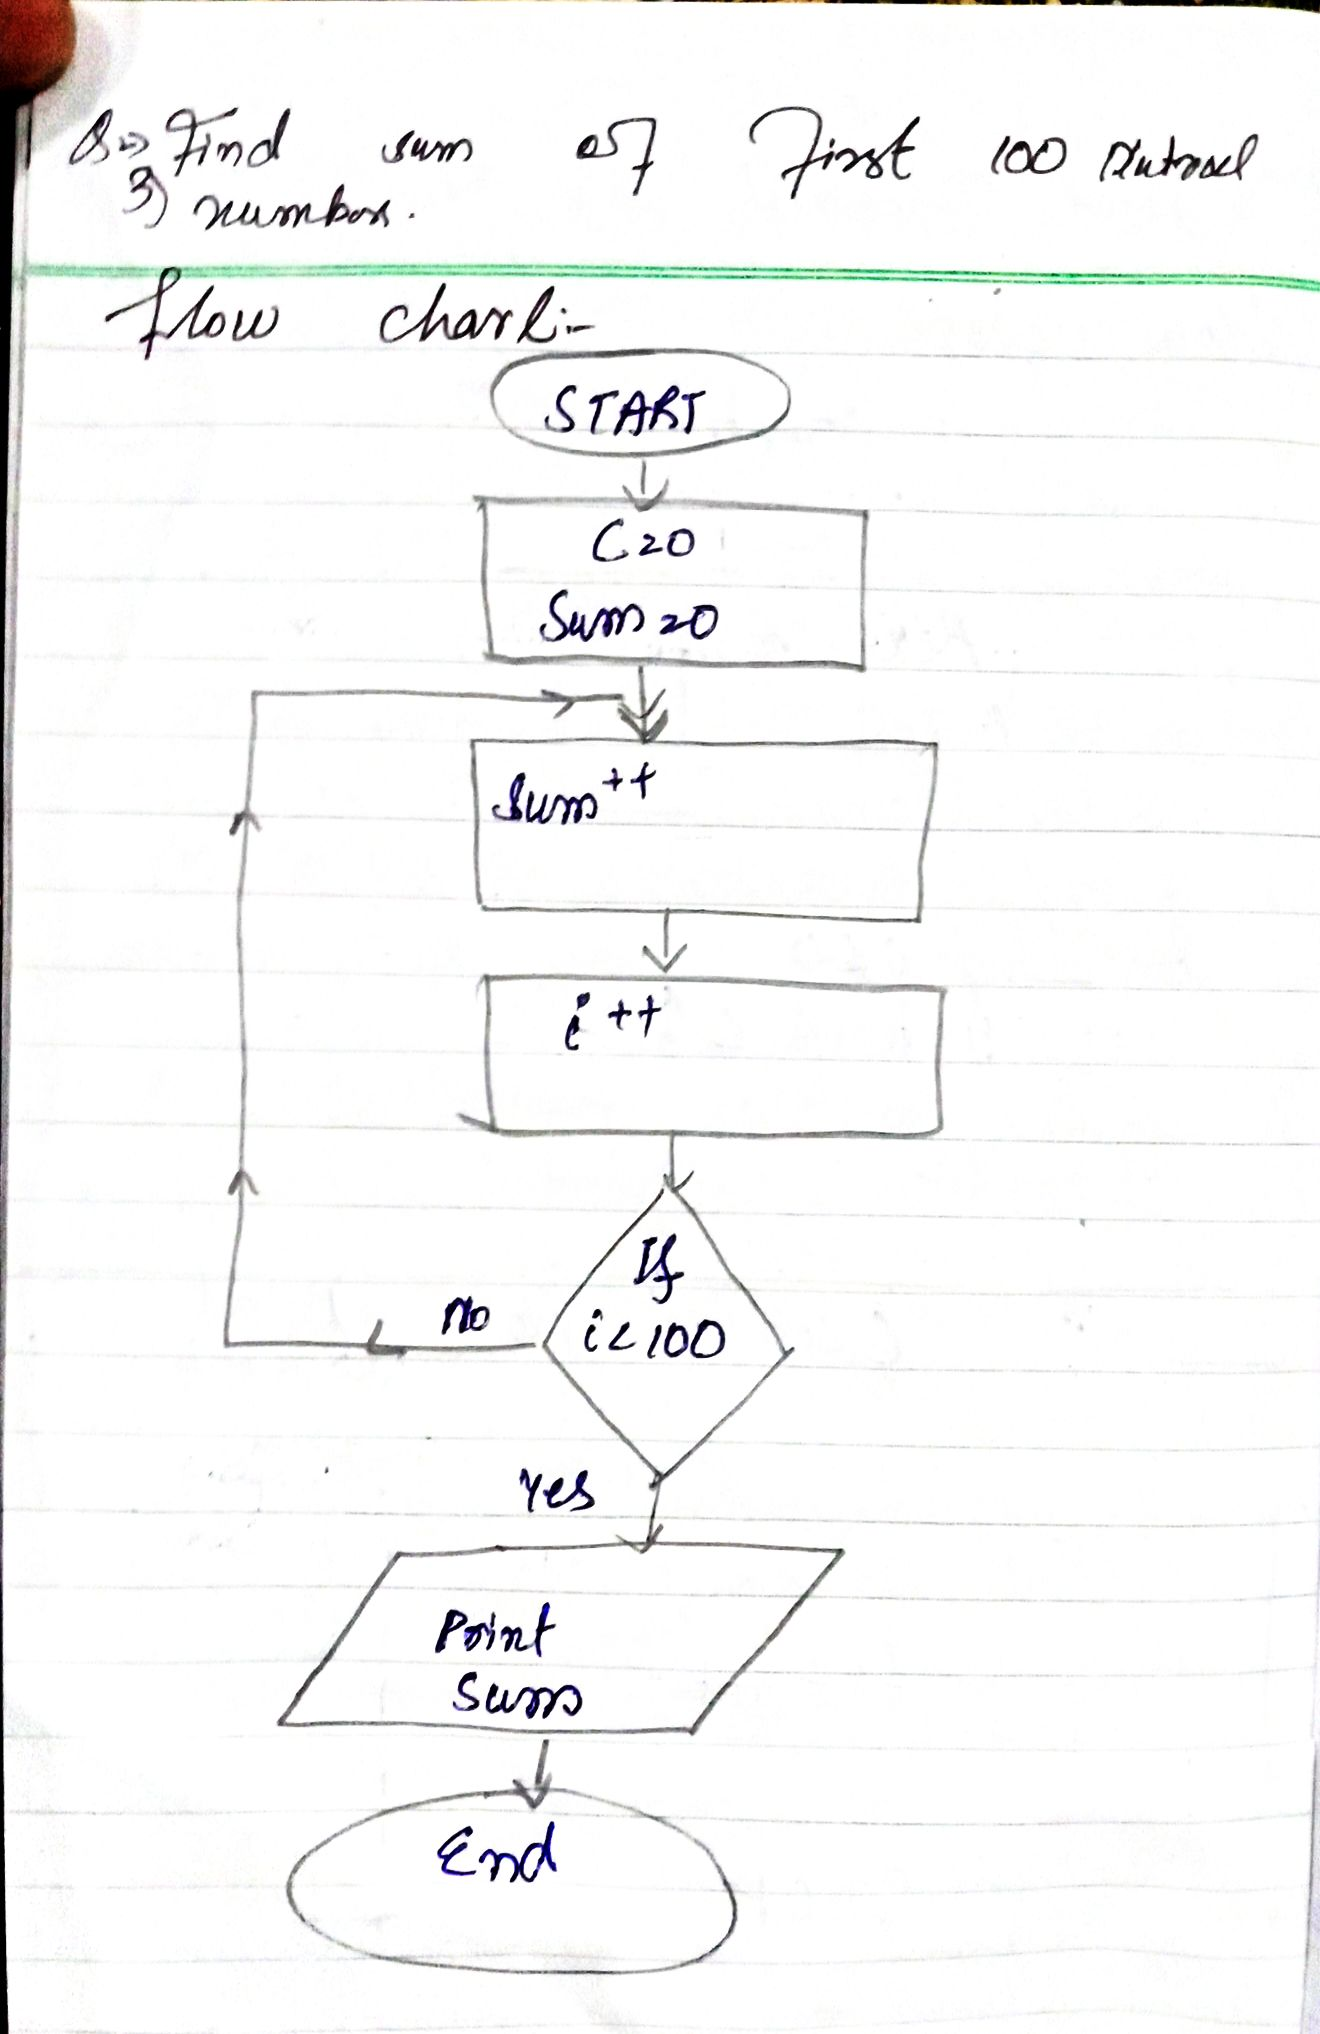 Q=> Find sum of First 100 Natural
3) numbers.
Flow chart:-
START
C=0
Sum=0
Sum++
i++
If
i<100
No
Yes
Print
Sum
End